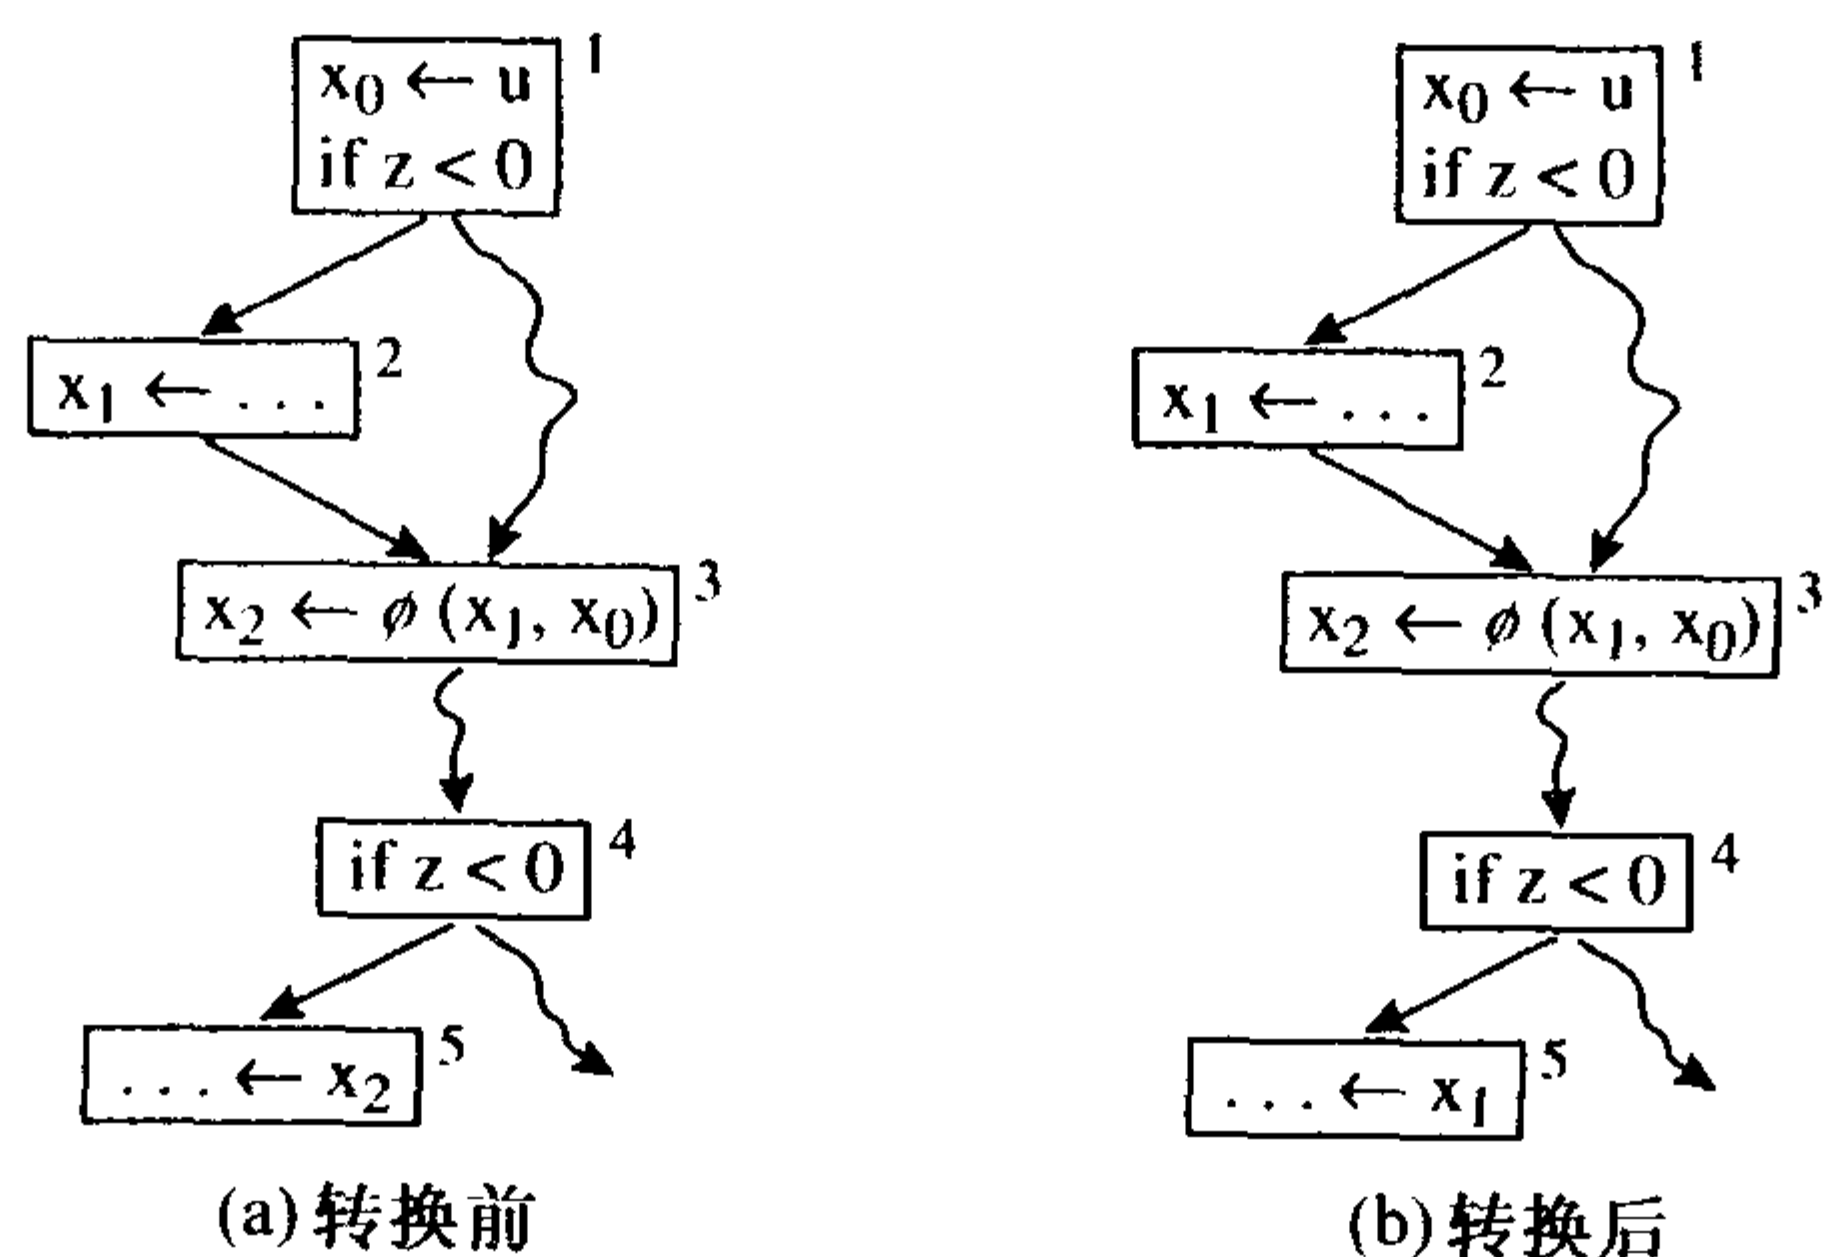 x₀ ← u
if z < 0
1
x₁ ← . . .
2
x₂ ← ϕ (x₁, x₀)
3
if z < 0
4
. . . ← x₂
5
(a) 转换前
x₀ ← u
if z < 0
1
x₁ ← . . .
2
x₂ ← ϕ (x₁, x₀)
3
if z < 0
4
. . . ← x₁
5
(b) 转换后